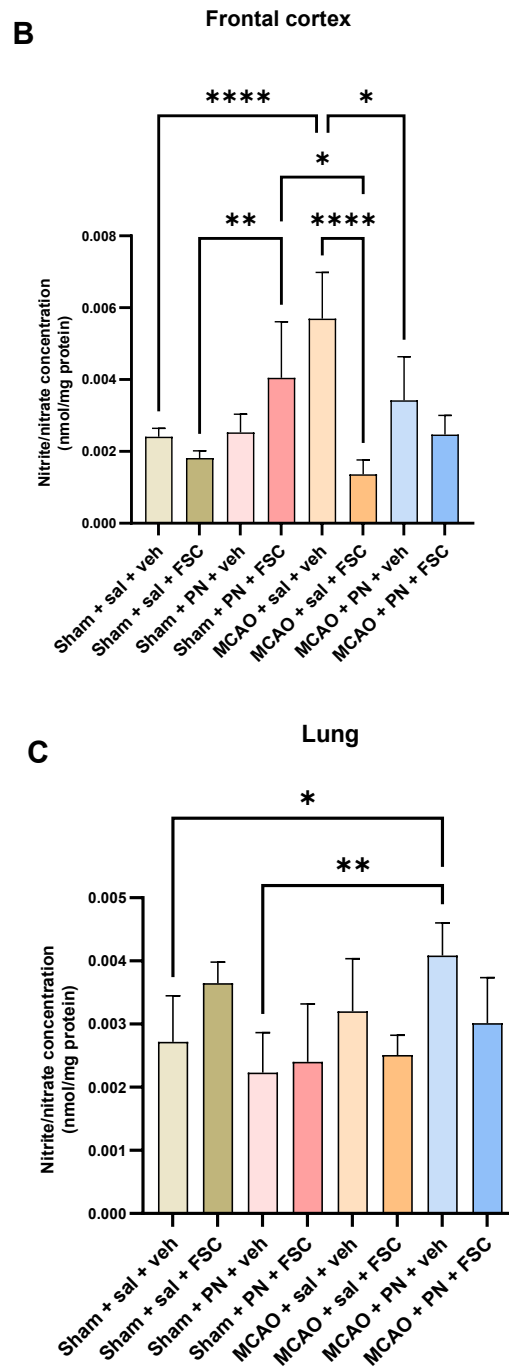 B
Frontal cortex
****
*
*
**
****
0.008
0.006
0.004
0.002
0.000
Nitrite/nitrate concentration
(nmol/mg protein)
Sham + sal + veh
Sham + sal + FSC
Sham + PN + veh
Sham + PN + FSC
MCAO + sal + veh
MCAO + sal + FSC
MCAO + PN + veh
MCAO + PN + FSC
C
Lung
*
**
0.005
0.004
0.003
0.002
0.001
0.000
Nitrite/nitrate concentration
(nmol/mg protein)
Sham + sal + veh
Sham + sal + FSC
Sham + PN + veh
Sham + PN + FSC
MCAO + sal + veh
MCAO + sal + FSC
MCAO + PN + veh
MCAO + PN + FSC